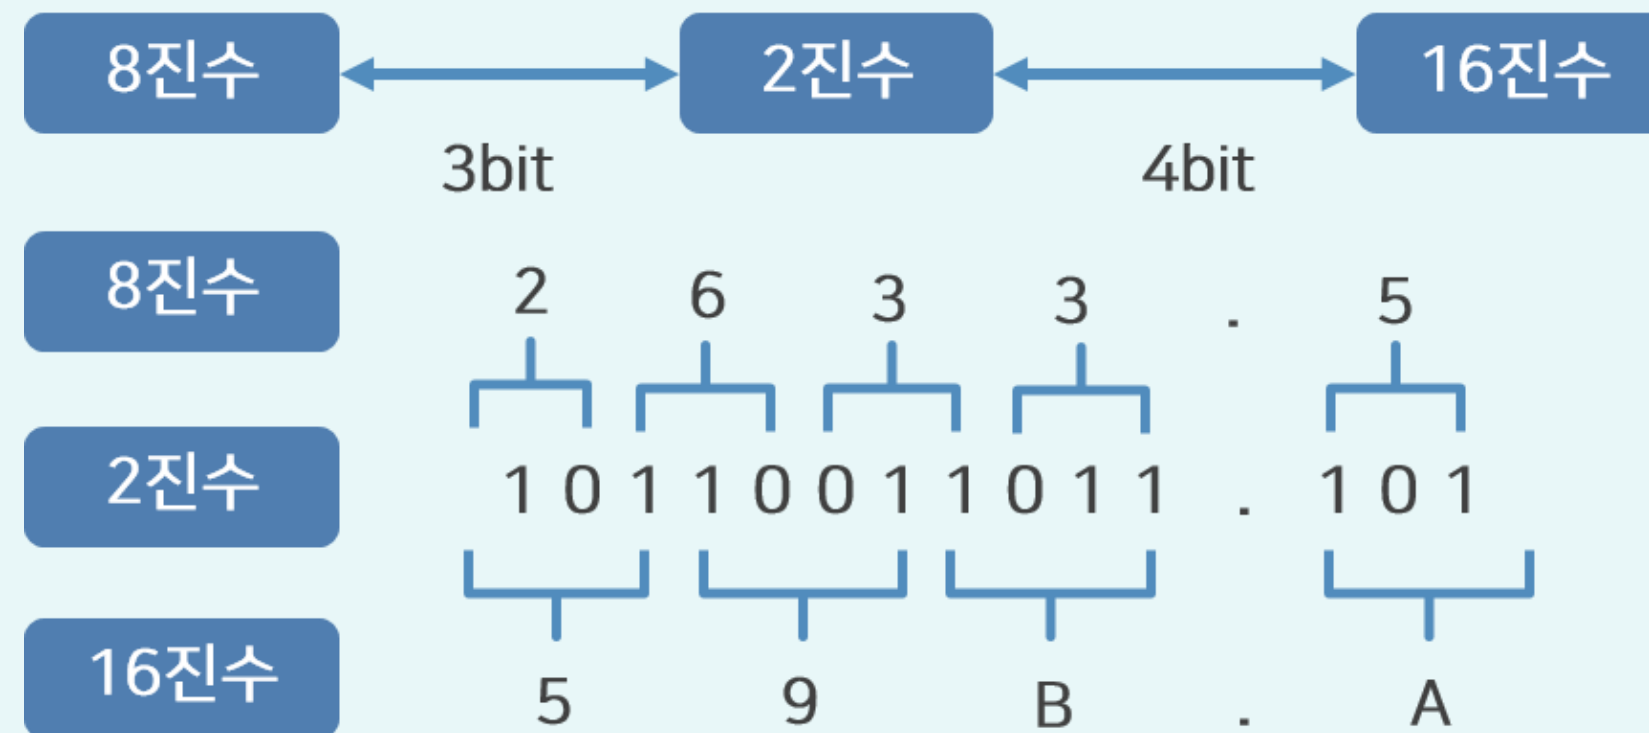 8진수 2진수 16진수
3bit 4bit
8진수 2 6 3 3 . 5
2진수 1 0 1 1 0 0 1 1 0 1 1 . 1 0 1
16진수 5 9 B . A